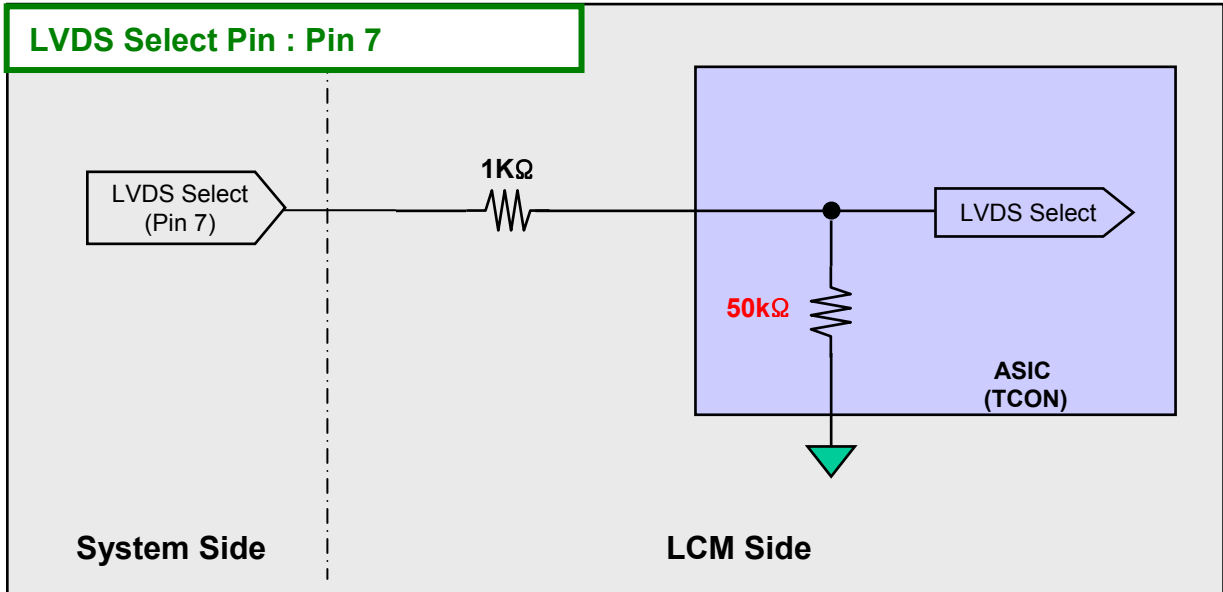 LVDS Select Pin : Pin 7
1KΩ
LVDS Select
(Pin 7)
LVDS Select
50kΩ
ASIC
(TCON)
System Side
LCM Side